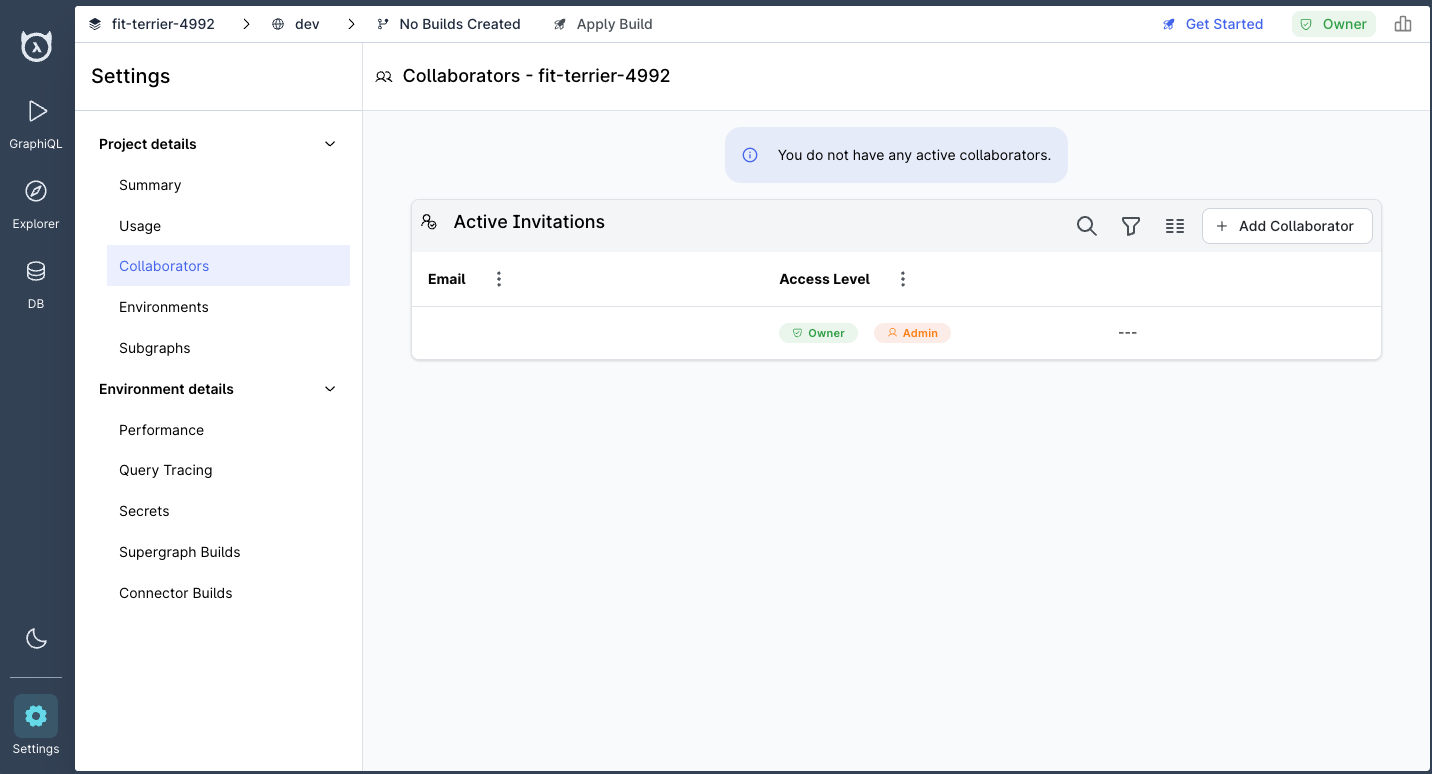 fit-terrier-4992
dev
No Builds Created
Apply Build
Get Started
Owner
GraphiQL
Explorer
DB
Settings
Settings
Project details
Summary
Usage
Collaborators
Environments
Subgraphs
Environment details
Performance
Query Tracing
Secrets
Supergraph Builds
Connector Builds
Collaborators - fit-terrier-4992
You do not have any active collaborators.
Active Invitations
+ Add Collaborator
Email
Access Level
Owner
Admin
---